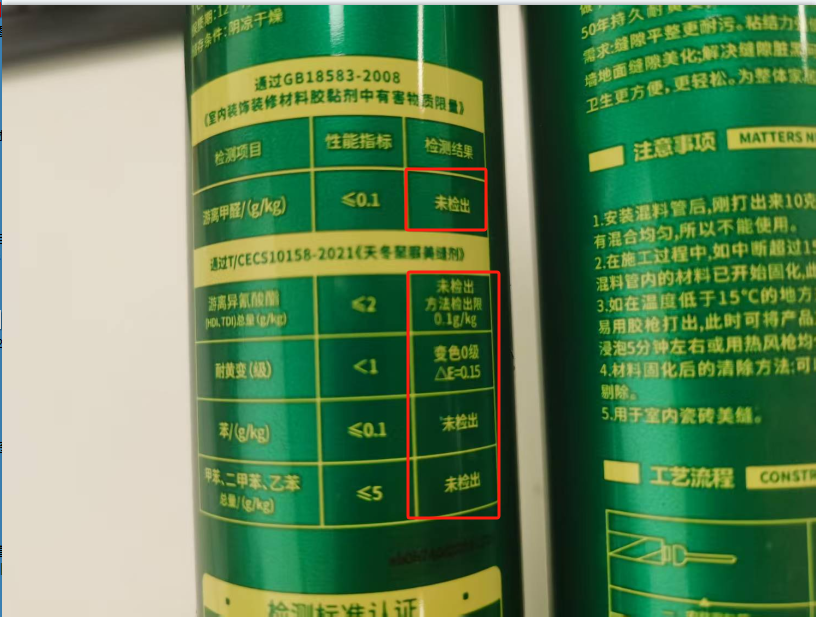 储存条件:阴凉干燥
通过GB18583-2008
《室内装饰装修材料胶黏剂中有害物质限量》
检测项目 性能指标 检测结果
游离甲醛/(g/kg) ≤0.1 未检出
通过T/CECS10158-2021《天冬聚脲美缝剂》
游离异氰酸酯
(HDI、TDI)总量(g/kg)
≤2
未检出
方法检出限
0.1g/kg
耐黄变(级)
<1
变色0级
△E=0.15
苯/(g/kg) ≤0.1 未检出
甲苯、二甲苯、乙苯
总量/(g/kg)
≤5
未检出
检测标准认证
50年持久耐黄变
需求:缝隙平整更耐污。粘结力强
墙地面缝隙美化;解决缝隙脏黑
卫生更方便,更轻松。为整体家
注意事项 MATTERS N
1.安装混料管后,刚打出来10克
有混合均匀,所以不能使用。
2.在施工过程中,如中断超过15
混料管内的材料已开始固化,此
3.如在温度低于15℃的地方
易用胶枪打出,此时可将产品
浸泡5分钟左右或用热风枪均
4.材料固化后的清除方法:可
剔除。
5.用于室内瓷砖美缝。
工艺流程 CONSTR